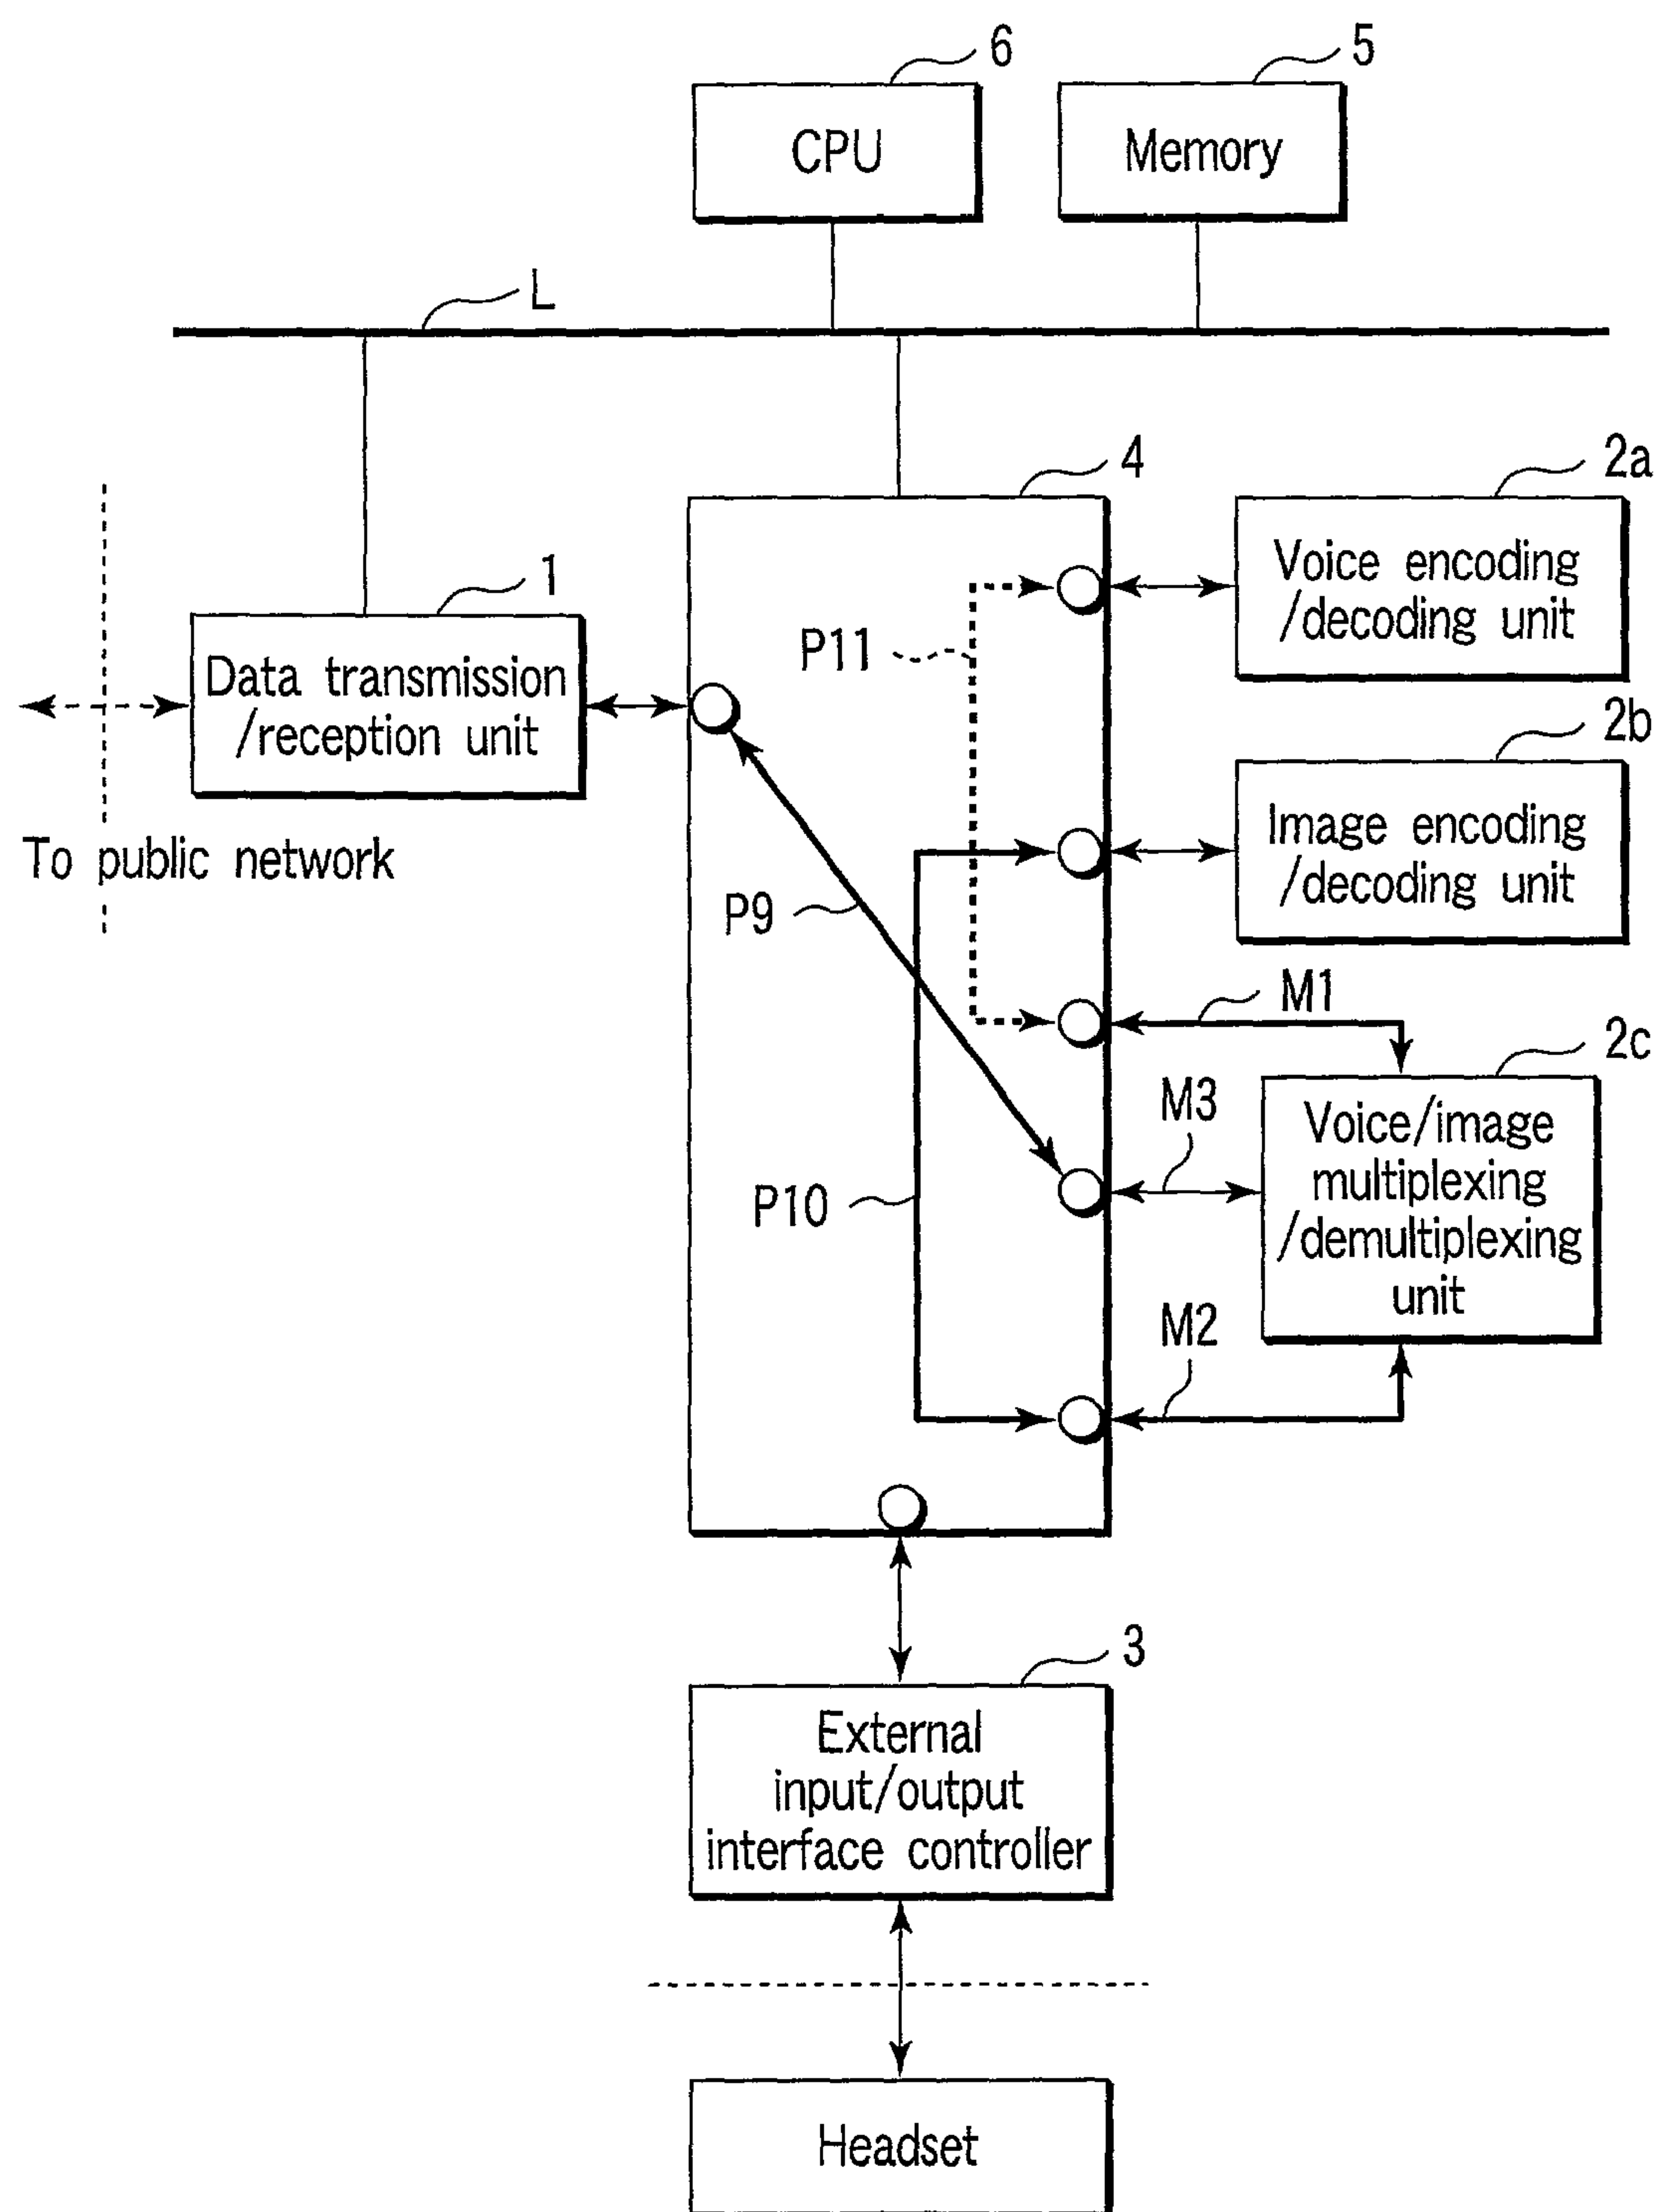 6
5
CPU
Memory
L
4
2a
Voice encoding
/decoding unit
1
P11
Data transmission
/reception unit
2b
Image encoding
/decoding unit
To public network
P9
M1
2c
M3
Voice/image
multiplexing
/demultiplexing
unit
P10
M2
3
External
input/output
interface controller
Headset